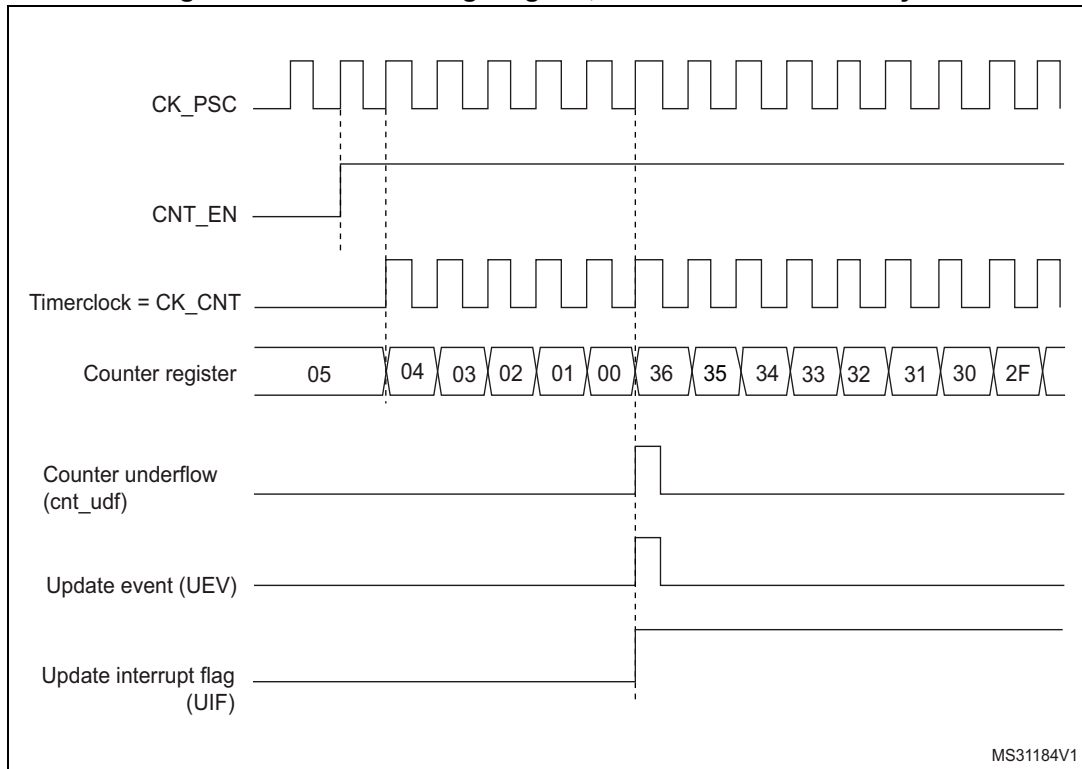 CK_PSC
CNT_EN
Timerclock = CK_CNT
Counter register 05 04 03 02 01 00 36 35 34 33 32 31 30 2F
Counter underflow
(cnt_udf)
Update event (UEV)
Update interrupt flag
(UIF)
MS31184V1